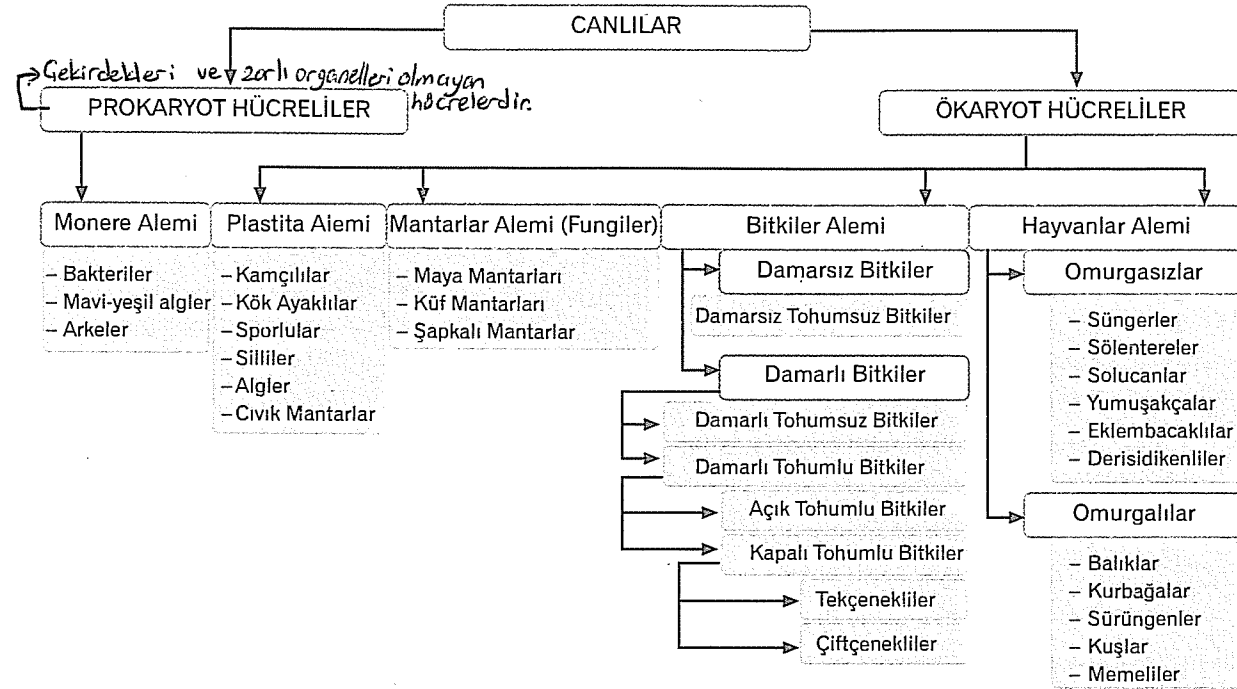 CANLILAR
Çekirdekleri ve zarlı organelleri olmayan
hücrelerdir.
PROKARYOT HÜCRELİLER
ÖKARYOT HÜCRELİLER
Monere Alemi
– Bakteriler
– Mavi-yeşil algler
– Arkeler
Plastita Alemi
– Kamçılılar
– Kök Ayaklılar
– Sporlular
– Silliler
– Algler
– Cıvık Mantarlar
Mantarlar Alemi (Fungiler)
– Maya Mantarları
– Küf Mantarları
– Şapkalı Mantarlar
Bitkiler Alemi
Damarsız Bitkiler
Damarsız Tohumsuz Bitkiler
Damarlı Bitkiler
Damarlı Tohumsuz Bitkiler
Damarlı Tohumlu Bitkiler
Açık Tohumlu Bitkiler
Kapalı Tohumlu Bitkiler
Tekçenekliler
Çiftçenekliler
Hayvanlar Alemi
Omurgasızlar
– Süngerler
– Sölentereler
– Solucanlar
– Yumuşakçalar
– Eklembacaklılar
– Derisidikenliler
Omurgalılar
– Balıklar
– Kurbağalar
– Sürüngenler
– Kuşlar
– Memeliler